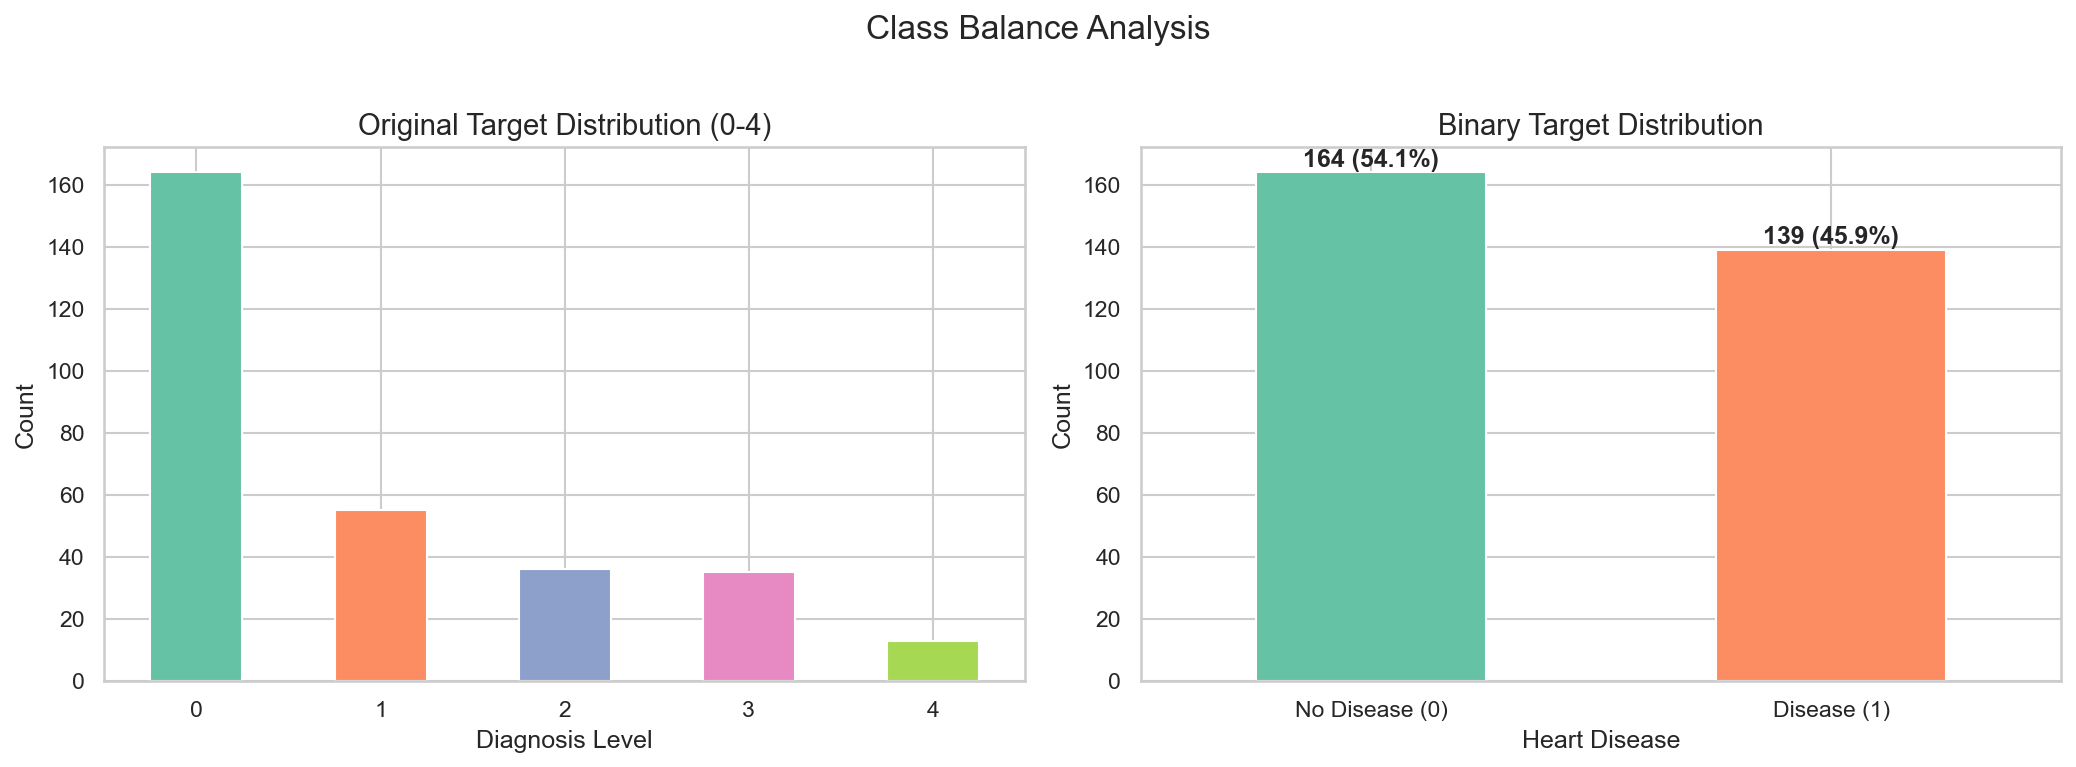 Class Balance Analysis
Original Target Distribution (0-4)
160
140
120
100
80
60
40
20
0
Count
0 1 2 3 4
Diagnosis Level
Binary Target Distribution
164 (54.1%)
139 (45.9%)
160
140
120
100
80
60
40
20
0
Count
No Disease (0) Disease (1)
Heart Disease